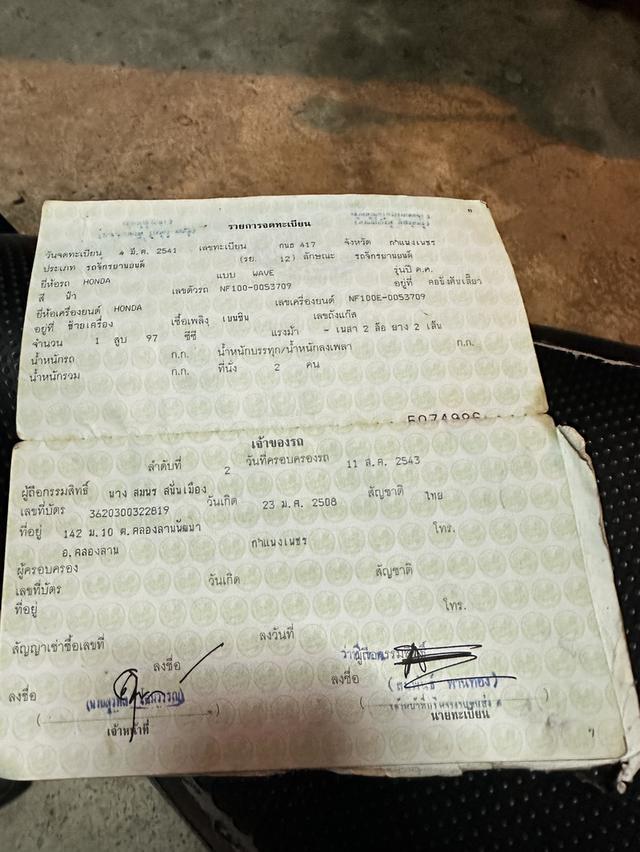 รายการจดทะเบียน
วันจดทะเบียน 4 มี.ค. 2541 เลขทะเบียน กนธ 417 จังหวัด กำแพงเพชร
ประเภท รถจักรยานยนต์ (รย. 12) ลักษณะ รถจักรยานยนต์
ยี่ห้อรถ HONDA แบบ WAVE รุ่นปี ค.ศ.
สี ฟ้า เลขตัวรถ NF100-0053709 อยู่ที่ คอยังคับเลี้ยว
ยี่ห้อเครื่องยนต์ HONDA เลขเครื่องยนต์ NF100E-0053709
อยู่ที่ ซ้ายเครื่อง เชื้อเพลิง เบนซิน เลขถังแก๊ส
จำนวน 1 สูบ 97 ซีซี แรงม้า - เพลา 2 ล้อ ยาง 2 เส้น
น้ำหนักรถ ก.ก. น้ำหนักบรรทุก/น้ำหนักลงเพลา ก.ก.
น้ำหนักรวม ก.ก. ที่นั่ง 2 คน
เจ้าของรถ
ลำดับที่ 2 วันที่ครอบครองรถ 11 ส.ค. 2543
ผู้ถือกรรมสิทธิ์ นาง สมนร สนั่นเมือง
เลขที่บัตร 3620300322819 วันเกิด 23 ม.ค. 2508 สัญชาติ ไทย
ที่อยู่ 142 ม.10 ต.คลองลานพัฒนา โทร.
อ.คลองลาน กำแพงเพชร
ผู้ครอบครอง
เลขที่บัตร วันเกิด สัญชาติ
ที่อยู่ โทร.
สัญญาเช่าซื้อเลขที่ ลงวันที่
ลงชื่อ ผู้ถือกรรมสิทธิ์
ลงชื่อ ลงชื่อ
เจ้าหน้าที่ นายทะเบียน